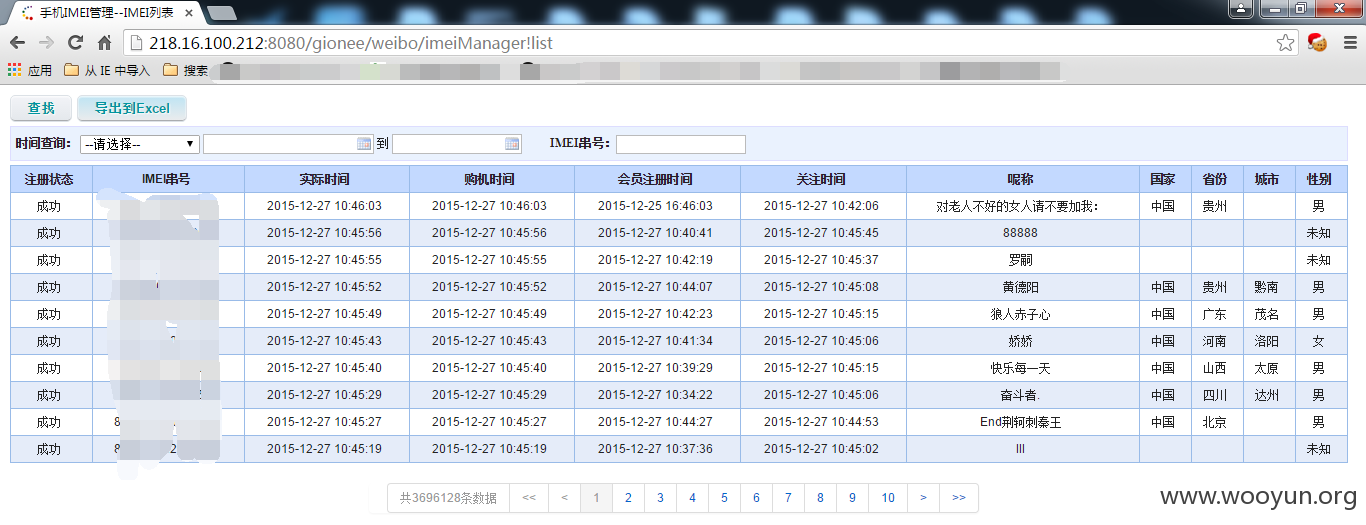 手机IMEI管理--IMEI列表
218.16.100.212:8080/gionee/weibo/imeiManager!list
应用 从 IE 中导入 搜索
查找 导出到Excel
时间查询： --请选择-- 到 IMEI串号：
注册状态 IMEI串号 实际时间 购机时间 会员注册时间 关注时间 呢称 国家 省份 城市 性别
成功 2015-12-27 10:46:03 2015-12-27 10:46:03 2015-12-25 16:46:03 2015-12-27 10:42:06 对老人不好的女人请不要加我： 中国 贵州 男
成功 2015-12-27 10:45:56 2015-12-27 10:45:56 2015-12-27 10:40:41 2015-12-27 10:45:45 88888 未知
成功 2015-12-27 10:45:55 2015-12-27 10:45:55 2015-12-27 10:42:19 2015-12-27 10:45:37 罗嗣 未知
成功 2015-12-27 10:45:52 2015-12-27 10:45:52 2015-12-27 10:44:07 2015-12-27 10:45:08 黄德阳 中国 贵州 黔南 男
成功 2015-12-27 10:45:49 2015-12-27 10:45:49 2015-12-27 10:42:23 2015-12-27 10:45:15 狼人赤子心 中国 广东 茂名 男
成功 2015-12-27 10:45:43 2015-12-27 10:45:43 2015-12-27 10:41:34 2015-12-27 10:45:06 娇娇 中国 河南 洛阳 女
成功 2015-12-27 10:45:40 2015-12-27 10:45:40 2015-12-27 10:39:29 2015-12-27 10:45:15 快乐每一天 中国 山西 太原 男
成功 2015-12-27 10:45:29 2015-12-27 10:45:29 2015-12-27 10:34:22 2015-12-27 10:45:06 奋斗者. 中国 四川 达州 男
成功 2015-12-27 10:45:27 2015-12-27 10:45:27 2015-12-27 10:44:27 2015-12-27 10:44:53 End荆轲刺秦王 中国 北京 男
成功 2015-12-27 10:45:19 2015-12-27 10:45:19 2015-12-27 10:37:36 2015-12-27 10:45:02 lll 未知
共3696128条数据 << < 1 2 3 4 5 6 7 8 9 10 > >>
www.wooyun.org